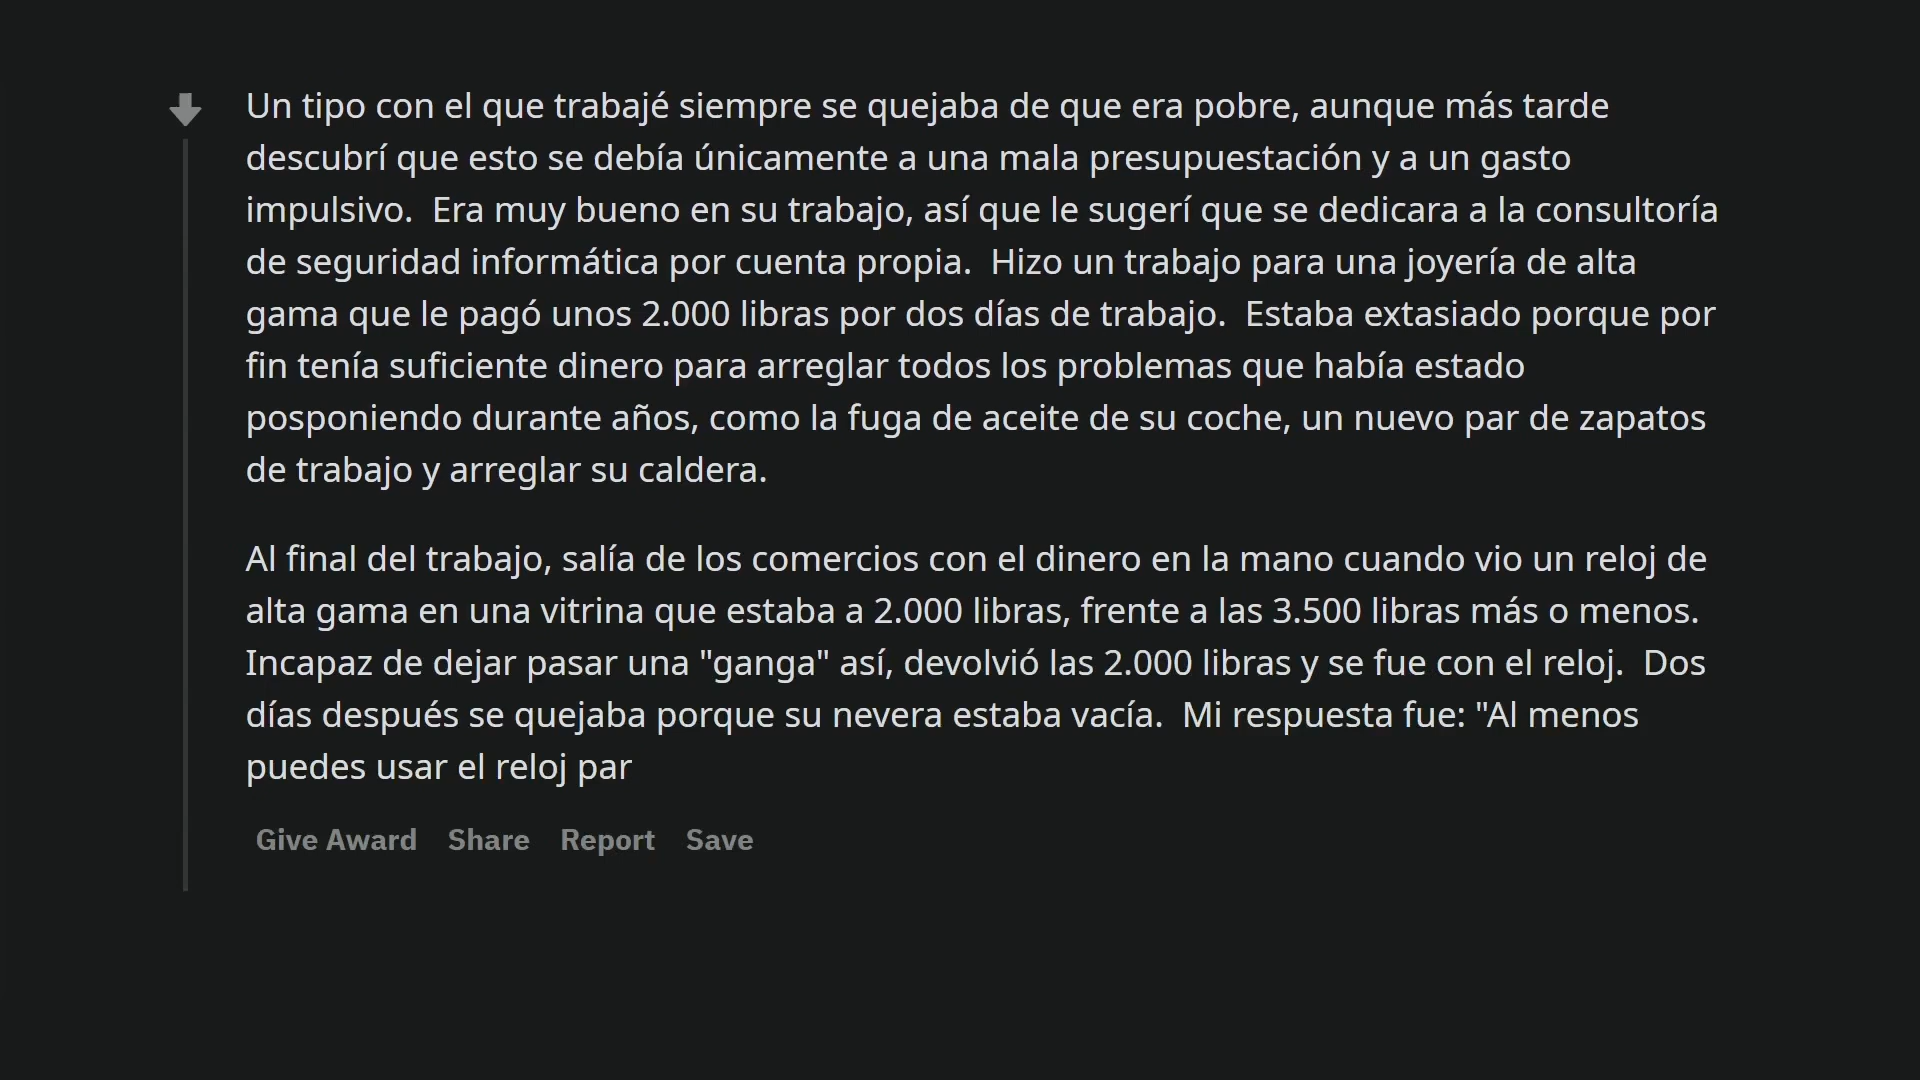 Un tipo con el que trabajé siempre se quejaba de que era pobre, aunque más tarde
descubrí que esto se debía únicamente a una mala presupuestación y a un gasto
impulsivo.  Era muy bueno en su trabajo, así que le sugerí que se dedicara a la consultoría
de seguridad informática por cuenta propia.  Hizo un trabajo para una joyería de alta
gama que le pagó unos 2.000 libras por dos días de trabajo.  Estaba extasiado porque por
fin tenía suficiente dinero para arreglar todos los problemas que había estado
posponiendo durante años, como la fuga de aceite de su coche, un nuevo par de zapatos
de trabajo y arreglar su caldera.
Al final del trabajo, salía de los comercios con el dinero en la mano cuando vio un reloj de
alta gama en una vitrina que estaba a 2.000 libras, frente a las 3.500 libras más o menos.
Incapaz de dejar pasar una "ganga" así, devolvió las 2.000 libras y se fue con el reloj.  Dos
días después se quejaba porque su nevera estaba vacía.  Mi respuesta fue: "Al menos
puedes usar el reloj par
Give Award Share Report Save